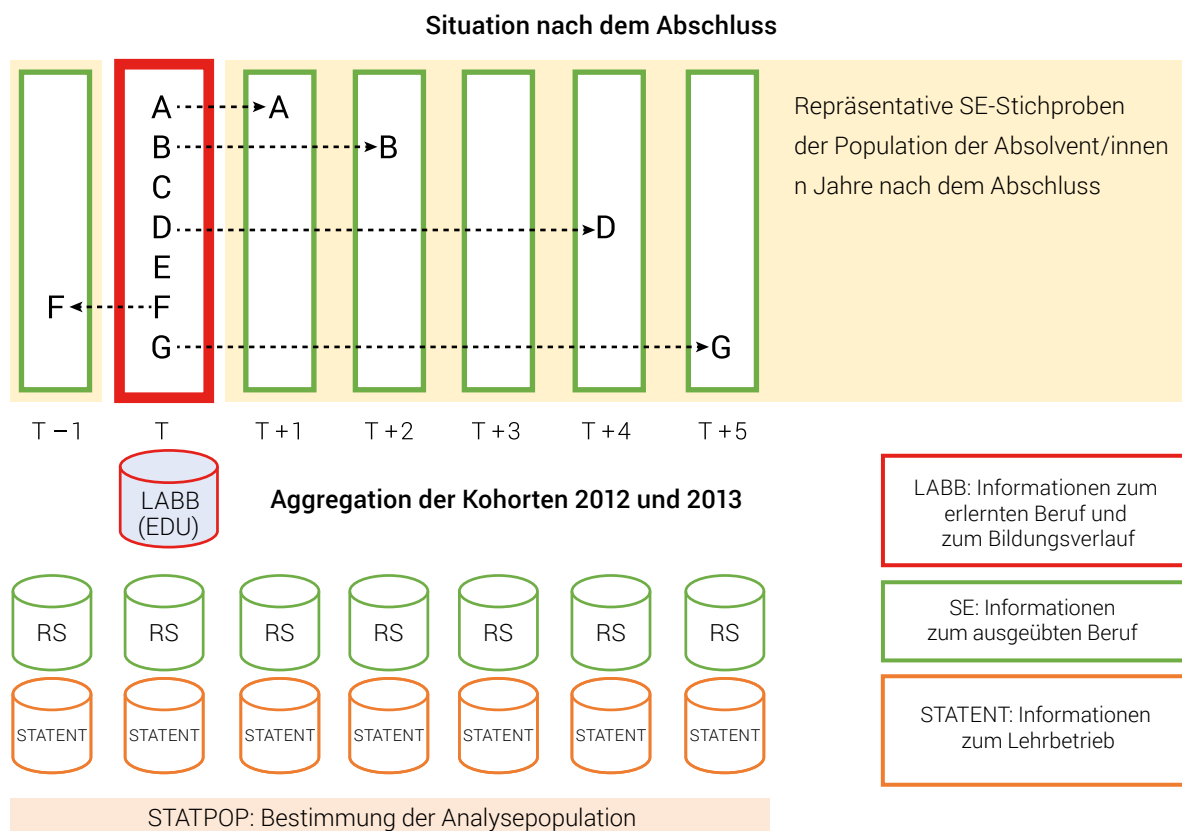 Situation nach dem Abschluss
A A
B B
C
D D
E
F F
G G
Repräsentative SE-Stichproben
der Population der Absolvent/innen
n Jahre nach dem Abschluss
T – 1 T T + 1 T + 2 T + 3 T + 4 T + 5
LABB
(EDU)
Aggregation der Kohorten 2012 und 2013
RS RS RS RS RS RS RS
STATENT STATENT STATENT STATENT STATENT STATENT STATENT
STATPOP: Bestimmung der Analysepopulation
LABB: Informationen zum
erlernten Beruf und
zum Bildungsverlauf
SE: Informationen
zum ausgeübten Beruf
STATENT: Informationen
zum Lehrbetrieb